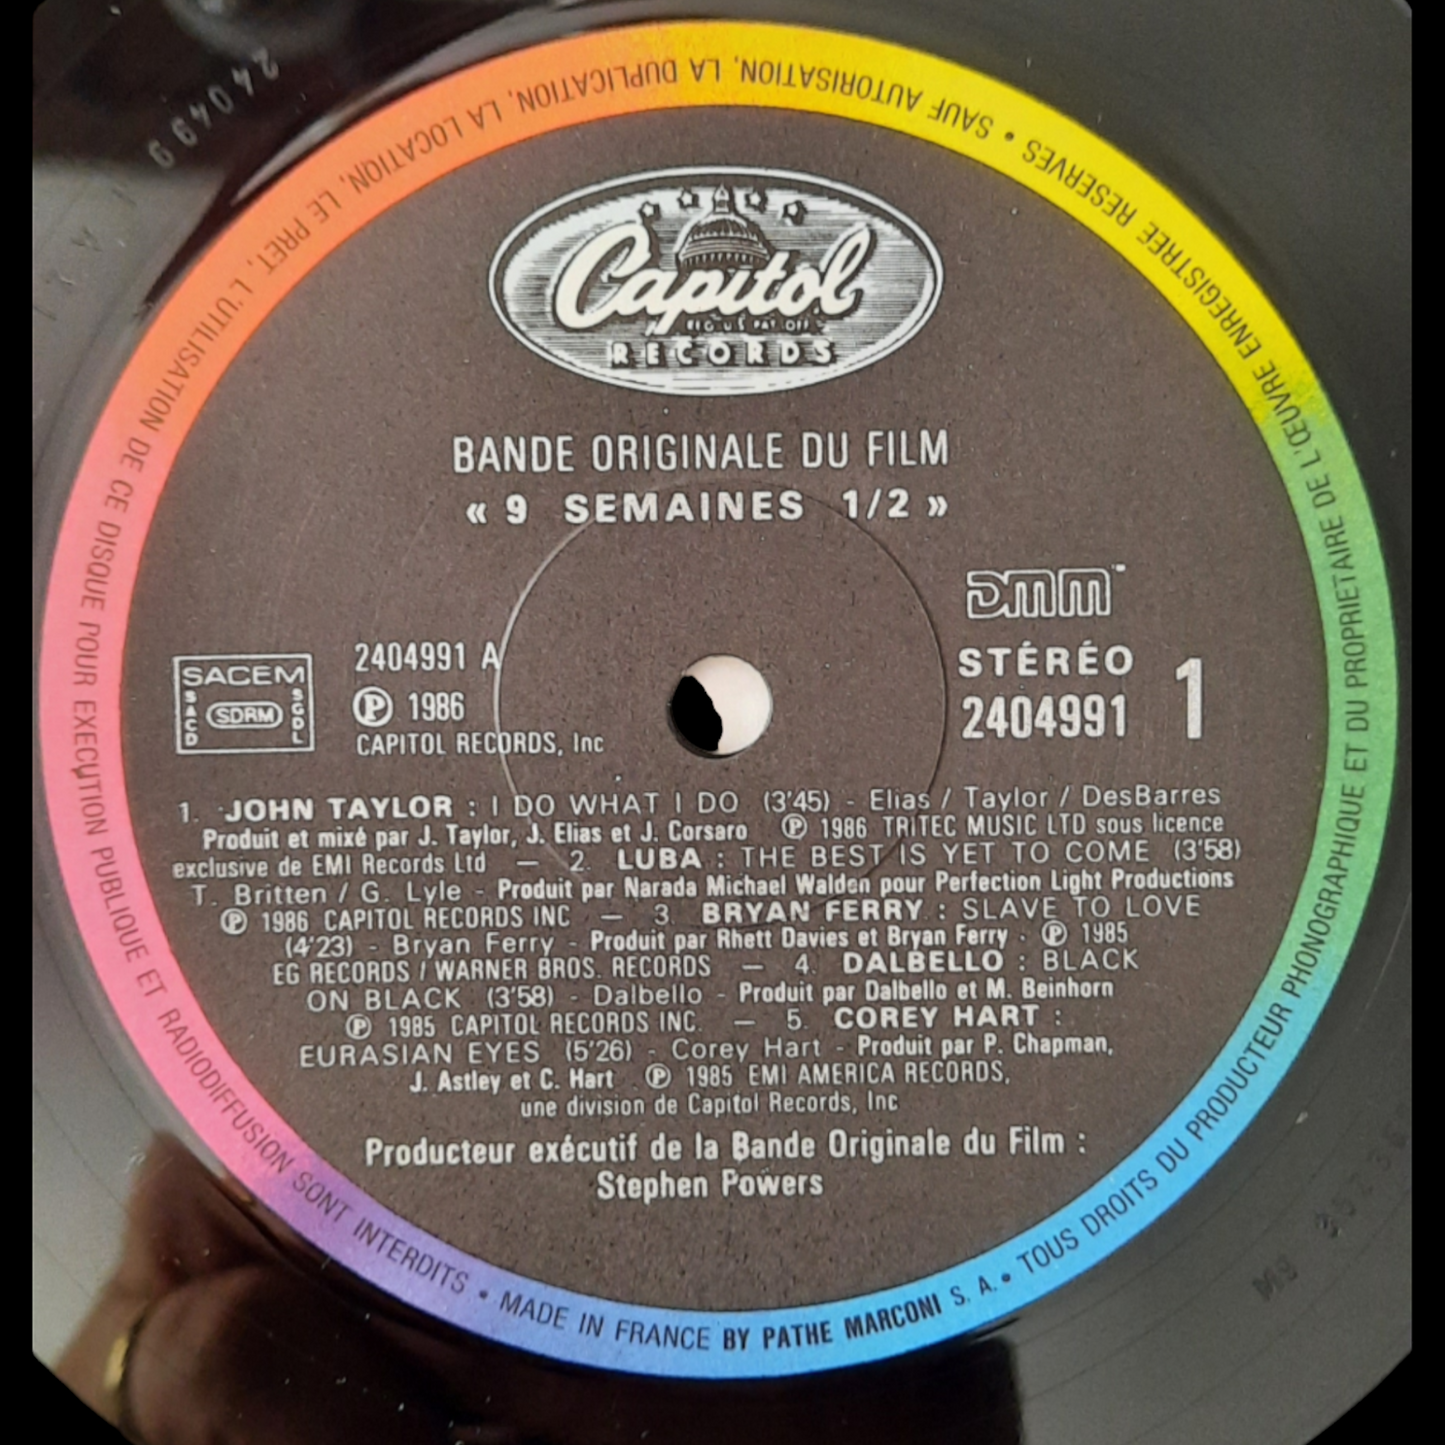 Capitol
RECORDS
BANDE ORIGINALE DU FILM
« 9 SEMAINES 1/2 »
DMM
STÉRÉO
2404991
1
SACEM
SACD
SDRM
SGDL
2404991 A
Ⓟ 1986
CAPITOL RECORDS, Inc
1. JOHN TAYLOR : I DO WHAT I DO (3'45) - Elias / Taylor / DesBarres
Produit et mixé par J. Taylor, J. Elias et J. Corsaro Ⓟ 1986 TRITEC MUSIC LTD sous licence
exclusive de EMI Records Ltd — 2. LUBA : THE BEST IS YET TO COME (3'58)
T. Britten / G. Lyle - Produit par Narada Michael Walden pour Perfection Light Productions
Ⓟ 1986 CAPITOL RECORDS INC — 3. BRYAN FERRY : SLAVE TO LOVE
(4'23) - Bryan Ferry - Produit par Rhett Davies et Bryan Ferry . Ⓟ 1985
EG RECORDS / WARNER BROS. RECORDS — 4. DALBELLO : BLACK
ON BLACK (3'58) - Dalbello - Produit par Dalbello et M. Beinhorn
Ⓟ 1985 CAPITOL RECORDS INC. — 5. COREY HART :
EURASIAN EYES (5'26) - Corey Hart - Produit par P. Chapman,
J. Astley et C. Hart . Ⓟ 1985 EMI AMERICA RECORDS,
une division de Capitol Records, Inc
Producteur exécutif de la Bande Originale du Film :
Stephen Powers
MADE IN FRANCE BY PATHE MARCONI S. A. • TOUS DROITS DU PRODUCTEUR PHONOGRAPHIQUE ET DU PROPRIETAIRE DE L'ŒUVRE ENREGISTRÉE RESERVES • SAUF AUTORISATION, LA DUPLICATION, LA LOCATION, LE PRET, L'UTILISATION DE CE DISQUE POUR EXECUTION PUBLIQUE ET RADIODIFFUSION SONT INTERDITS •
240499